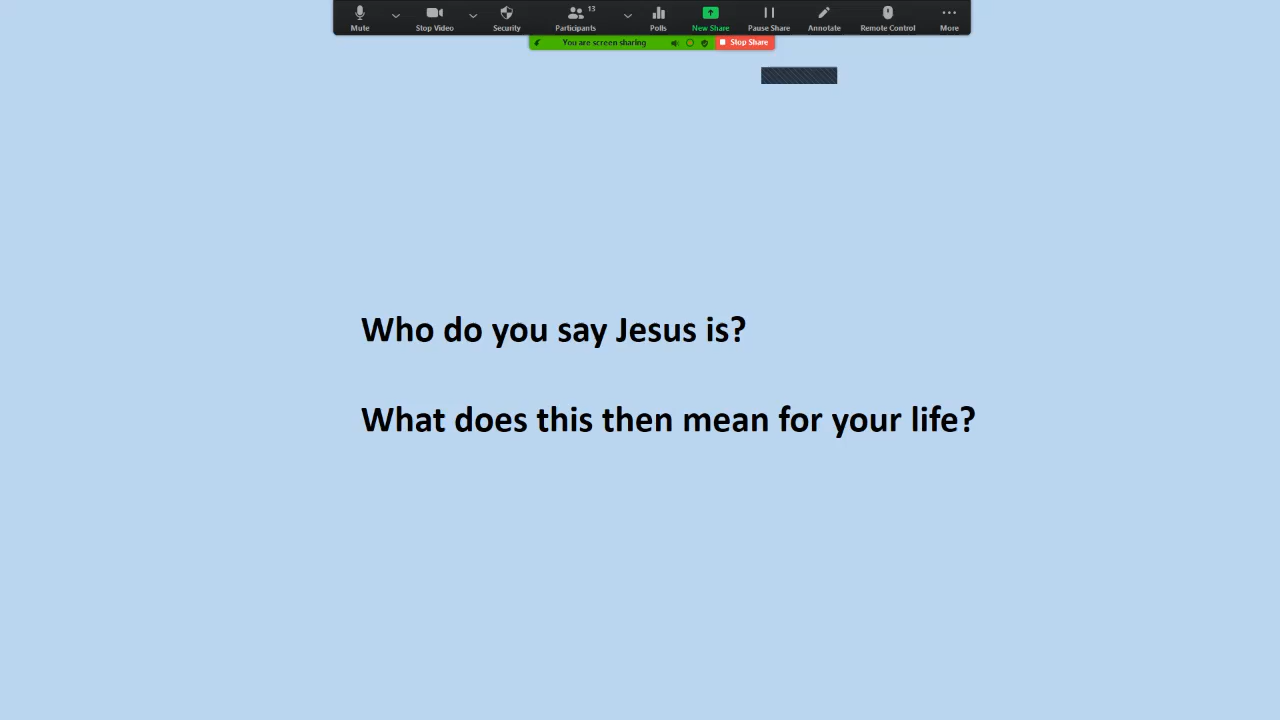 Mute
Stop Video
Security
13
Participants
Polls
New Share
Pause Share
Annotate
Remote Control
More
You are screen sharing
Stop Share
Who do you say Jesus is?
What does this then mean for your life?